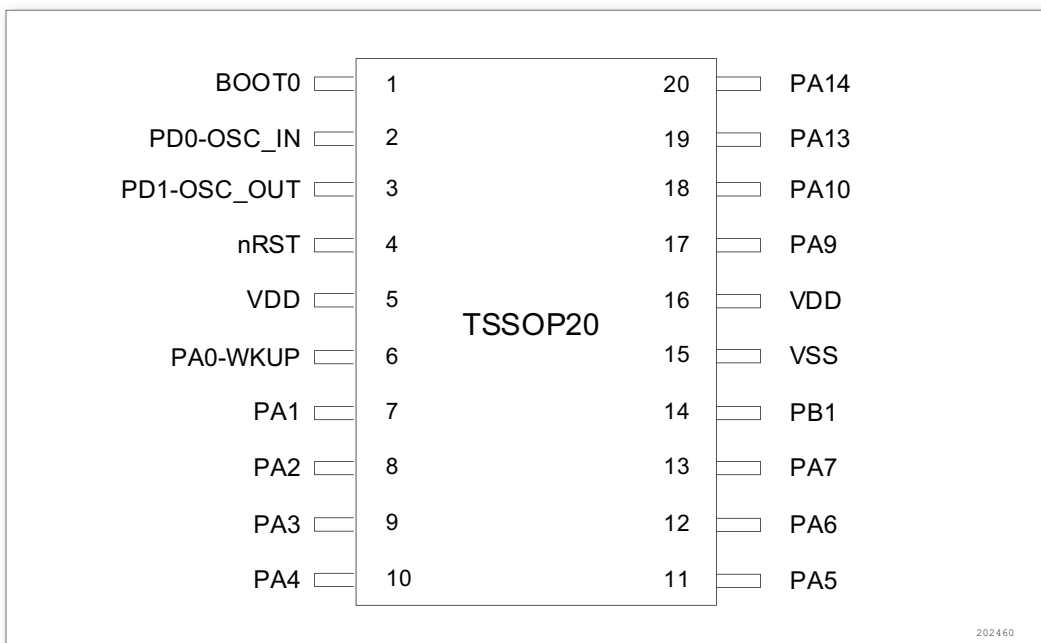 BOOT0 1 20 PA14
PD0-OSC_IN 2 19 PA13
PD1-OSC_OUT 3 18 PA10
nRST 4 17 PA9
VDD 5 16 VDD
TSSOP20
PA0-WKUP 6 15 VSS
PA1 7 14 PB1
PA2 8 13 PA7
PA3 9 12 PA6
PA4 10 11 PA5
202460